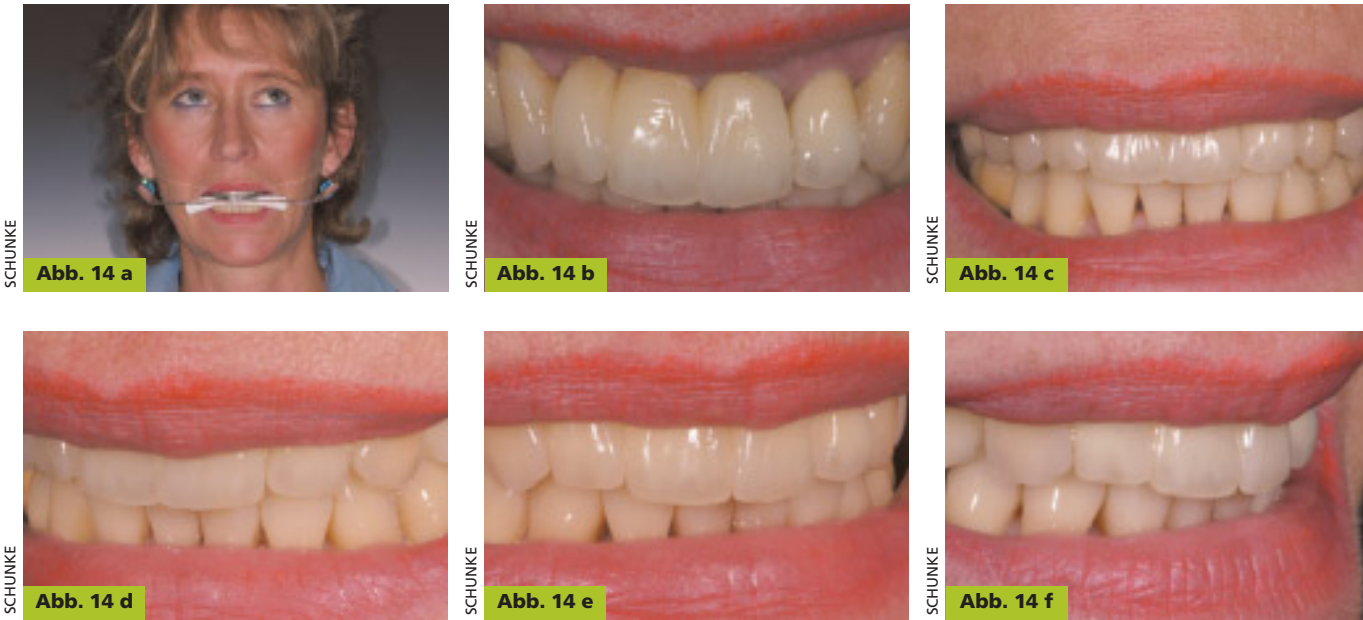 SCHUNKE
Abb. 14 a
SCHUNKE
Abb. 14 b
SCHUNKE
Abb. 14 c
SCHUNKE
Abb. 14 d
SCHUNKE
Abb. 14 e
SCHUNKE
Abb. 14 f